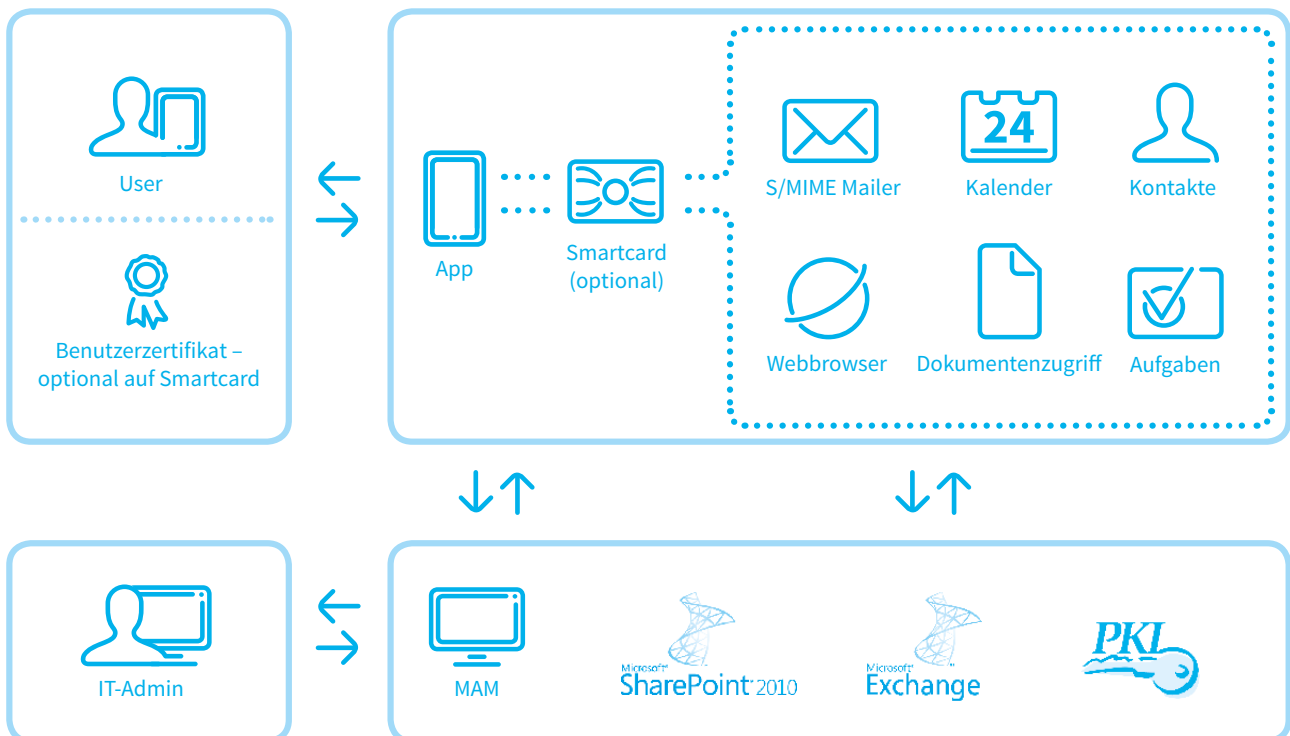 User
Benutzerzertifikat –
optional auf Smartcard
App
Smartcard
(optional)
24
S/MIME Mailer
Kalender
Kontakte
Webbrowser
Dokumentenzugriff
Aufgaben
IT-Admin
MAM
Microsoft®
SharePoint® 2010
Microsoft®
Exchange
PKI